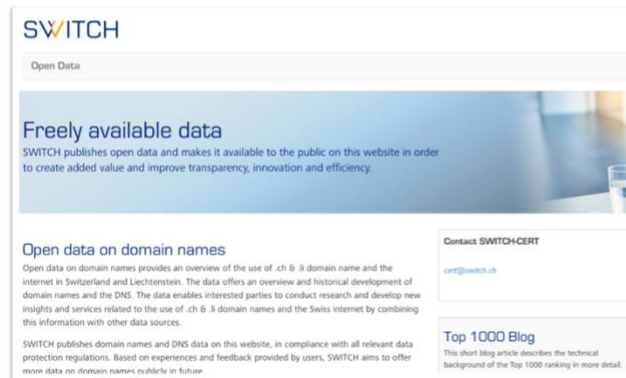 SWITCH
Open Data
Freely available data
SWITCH publishes open data and makes it available to the public on this website in order
to create added value and improve transparency, innovation and efficiency.
Open data on domain names
Open data on domain names provides an overview of the use of .ch & .li domain name and the
internet in Switzerland and Liechtenstein. The data offers an overview and historical development of
domain names and the DNS. The data enables interested parties to conduct research and develop new
insights and services related to the use of .ch & .li domain names and the Swiss internet by combining
this information with other data sources.
SWITCH publishes domain names and DNS data on this website, in compliance with all relevant data
protection regulations. Based on experiences and feedback provided by users, SWITCH aims to offer
more data on domain names publicly in future.
Contact SWITCH-CERT
cert@switch.ch
Top 1000 Blog
This short blog article describes the technical
background of the Top 1000 ranking in more detail.